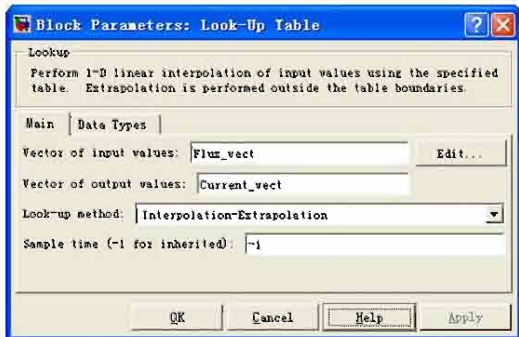 Block Parameters: Look-Up Table
Lookup
Perform 1-D linear interpolation of input values using the specified
table. Extrapolation is performed outside the table boundaries.
Main Data Types
Vector of input values: Flux_vect Edit...
Vector of output values: Current_vect
Look-up method: Interpolation-Extrapolation
Sample time (-1 for inherited): -1
OK Cancel Help Apply